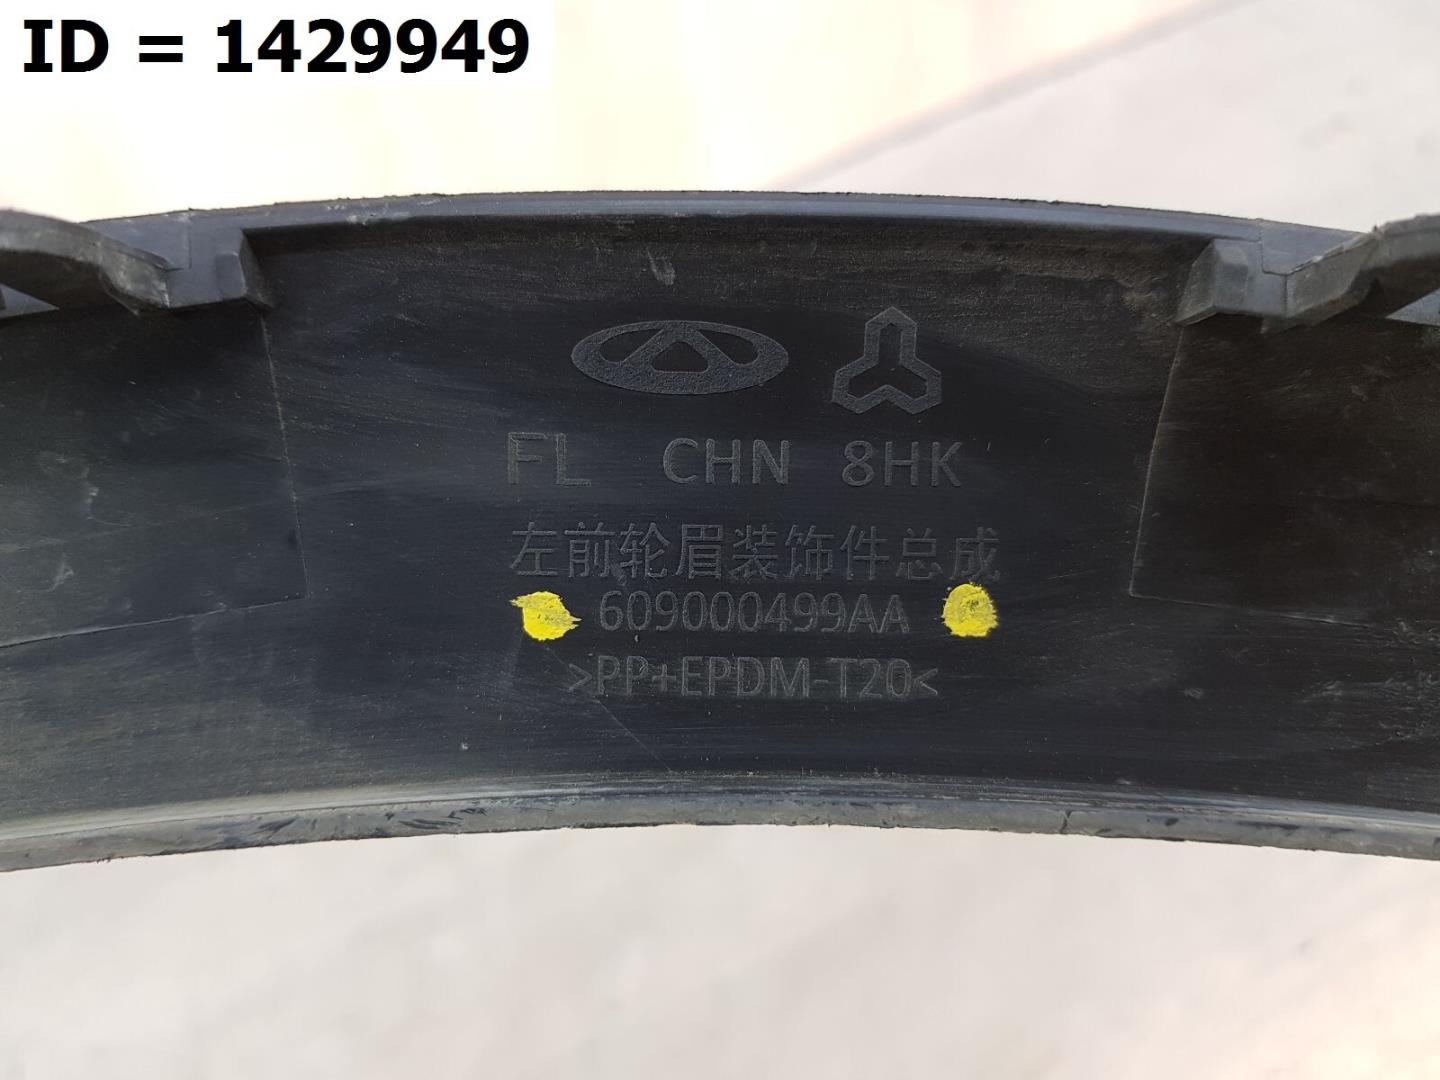 ID = 1429949
FL CHN 8HK
左前轮眉装饰件总成
609000499AA
>PP+EPDM-T20<